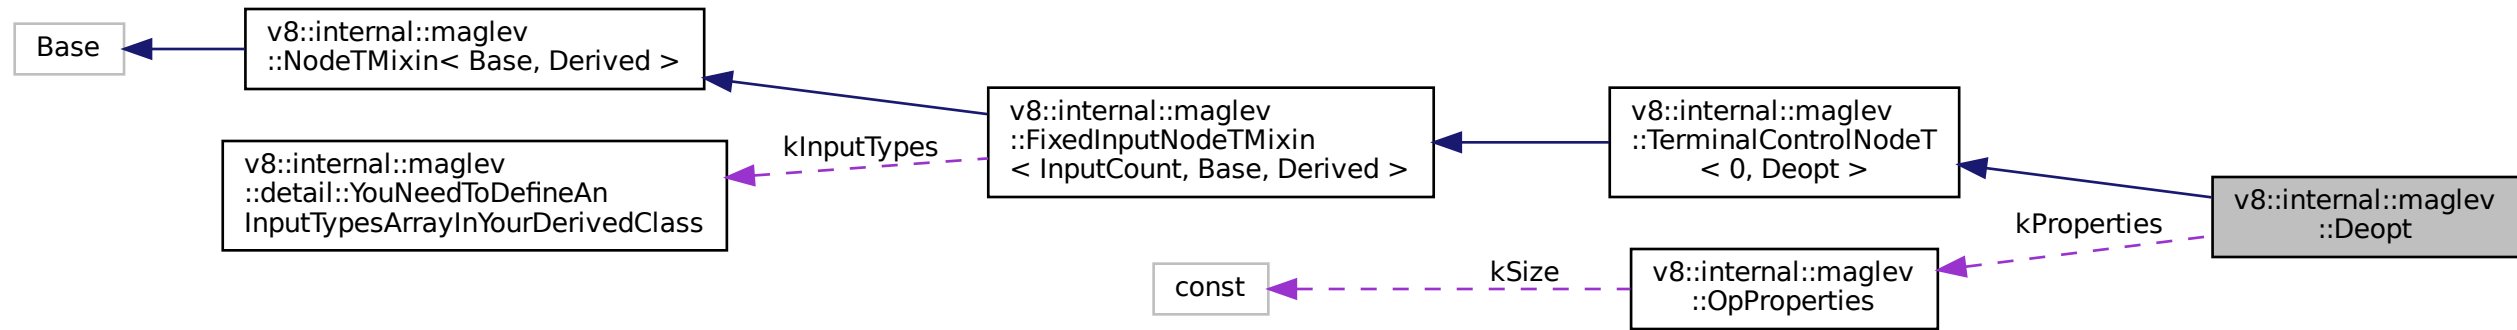 Base
v8::internal::maglev
::NodeTMixin< Base, Derived >
kInputTypes
v8::internal::maglev
::detail::YouNeedToDefineAn
InputTypesArrayInYourDerivedClass
v8::internal::maglev
::FixedInputNodeTMixin
< InputCount, Base, Derived >
v8::internal::maglev
::TerminalControlNodeT
< 0, Deopt >
kProperties
v8::internal::maglev
::Deopt
const
kSize
v8::internal::maglev
::OpProperties